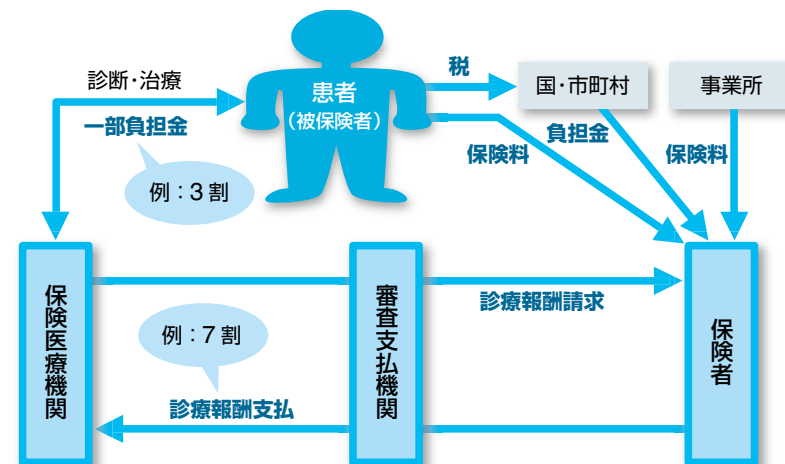 診断・治療
一部負担金
例：3割
患者
（被保険者）
税
国・市町村
事業所
保険料
負担金
保険料
保険医療機関
審査支払機関
保険者
診療報酬請求
例：7割
診療報酬支払